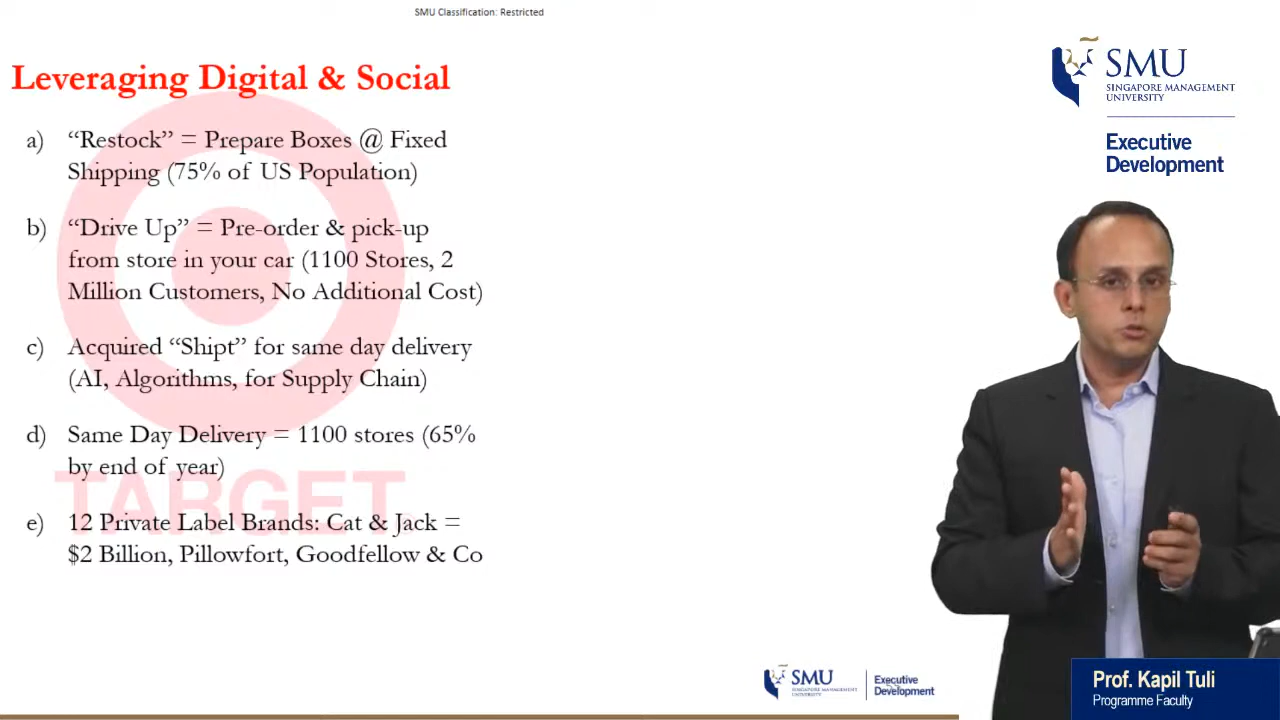 SMU Classification: Restricted
Leveraging Digital & Social
a) “Restock” = Prepare Boxes @ Fixed
Shipping (75% of US Population)
b) “Drive Up” = Pre-order & pick-up
from store in your car (1100 Stores, 2
Million Customers, No Additional Cost)
c) Acquired “Shipt” for same day delivery
(AI, Algorithms, for Supply Chain)
d) Same Day Delivery = 1100 stores (65%
by end of year)
e) 12 Private Label Brands: Cat & Jack =
$2 Billion, Pillowfort, Goodfellow & Co
TARGET
SMU
SINGAPORE MANAGEMENT
UNIVERSITY
Executive
Development
SMU
SINGAPORE MANAGEMENT
UNIVERSITY
Executive
Development
Prof. Kapil Tuli
Programme Faculty